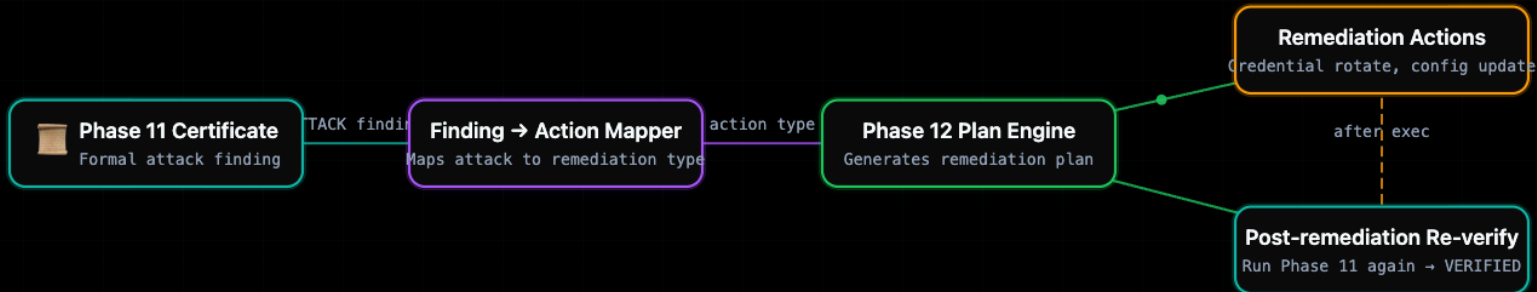 Phase 11 Certificate
Formal attack finding
TTACK findin
Finding → Action Mapper
Maps attack to remediation type
action type
Phase 12 Plan Engine
Generates remediation plan
Remediation Actions
Credential rotate, config update
after exec
Post-remediation Re-verify
Run Phase 11 again → VERIFIED